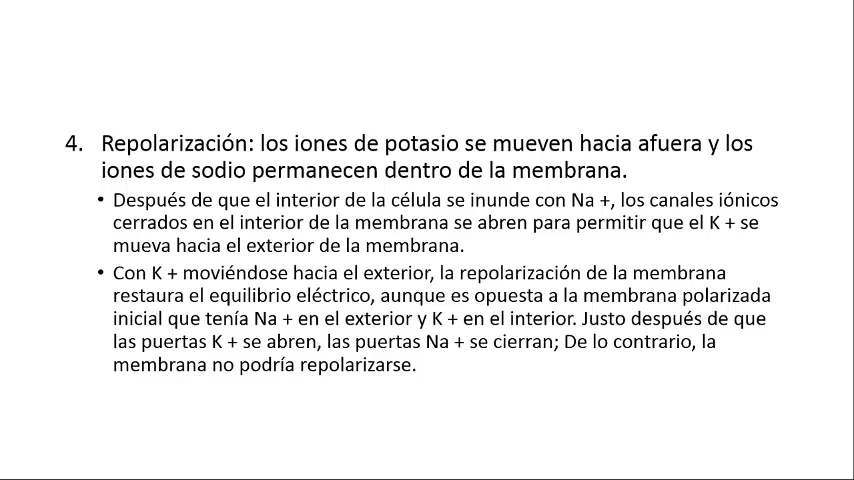 4. Repolarización: los iones de potasio se mueven hacia afuera y los
iones de sodio permanecen dentro de la membrana.
• Después de que el interior de la célula se inunde con Na +, los canales iónicos
cerrados en el interior de la membrana se abren para permitir que el K + se
mueva hacia el exterior de la membrana.
• Con K + moviéndose hacia el exterior, la repolarización de la membrana
restaura el equilibrio eléctrico, aunque es opuesta a la membrana polarizada
inicial que tenía Na + en el exterior y K + en el interior. Justo después de que
las puertas K + se abren, las puertas Na + se cierran; De lo contrario, la
membrana no podría repolarizarse.